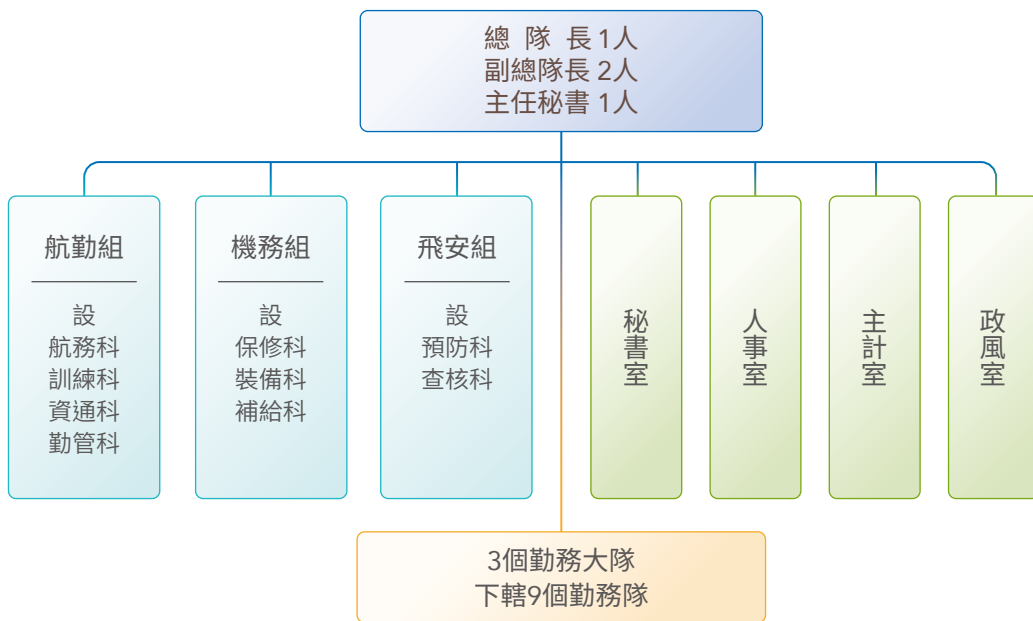 總 隊 長 1人
副總隊長 2人
主任秘書 1人
航勤組
設
航務科
訓練科
資通科
勤管科
機務組
設
保修科
裝備科
補給科
飛安組
設
預防科
查核科
秘書室
人事室
主計室
政風室
3個勤務大隊
下轄9個勤務隊